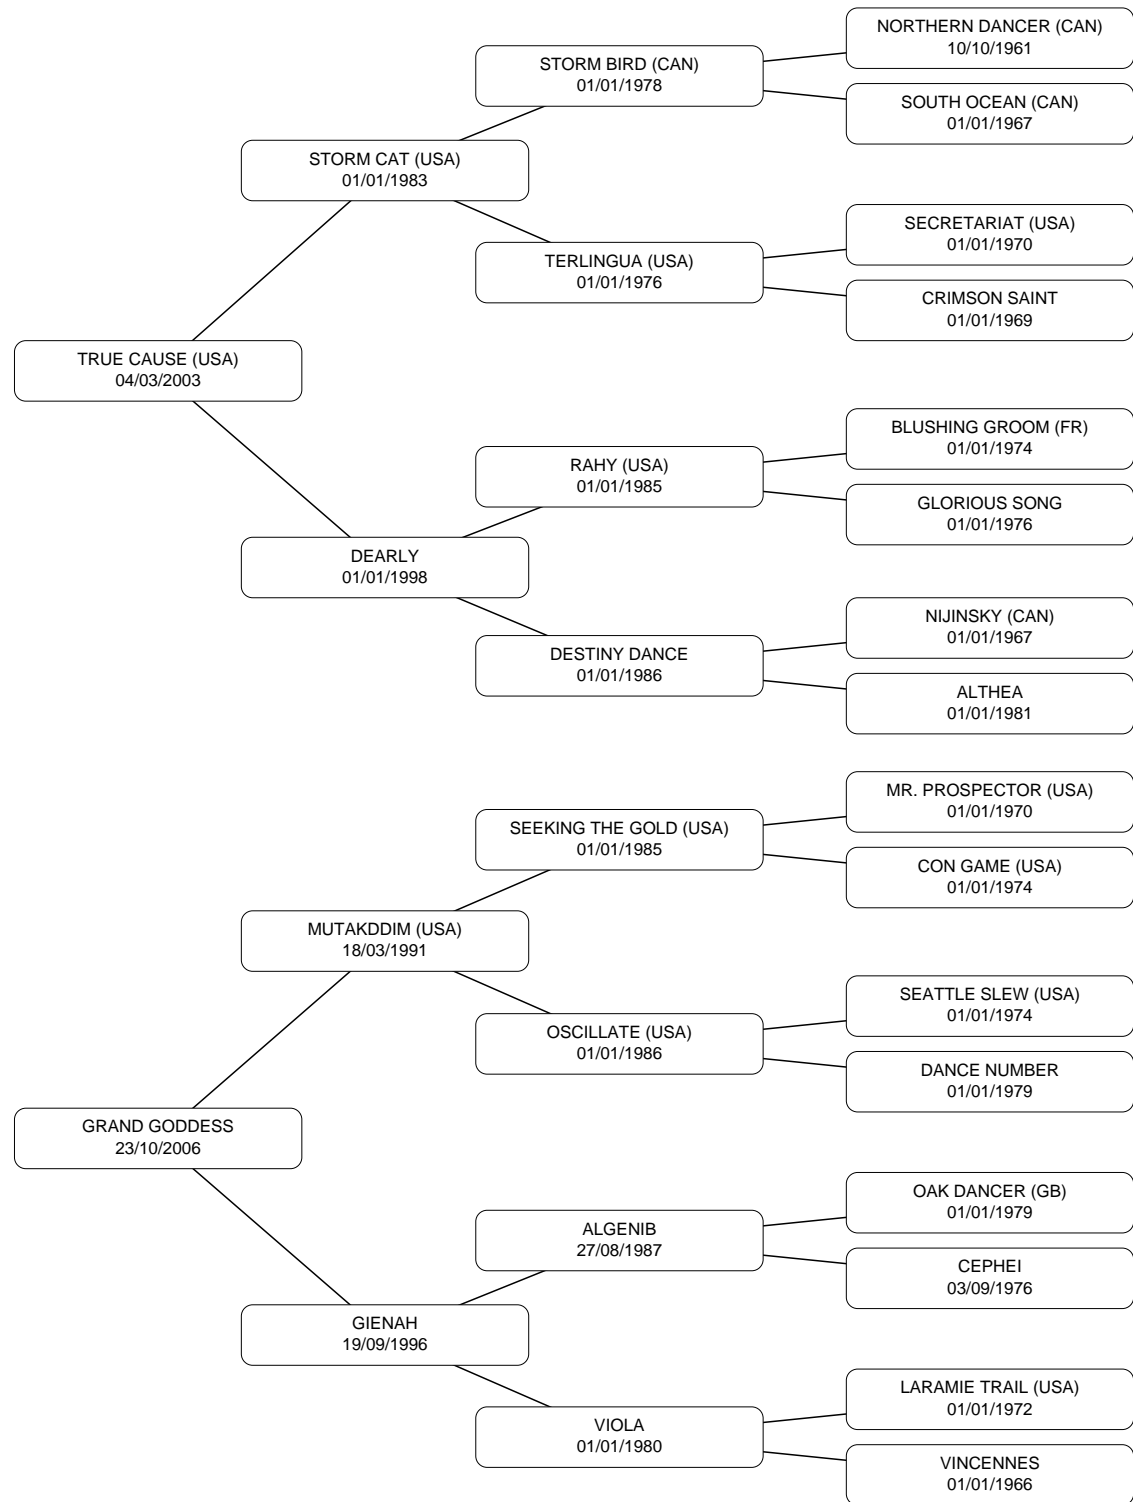 NORTHERN DANCER (CAN)
10/10/1961
STORM BIRD (CAN)
01/01/1978
SOUTH OCEAN (CAN)
01/01/1967
STORM CAT (USA)
01/01/1983
SECRETARIAT (USA)
01/01/1970
TERLINGUA (USA)
01/01/1976
CRIMSON SAINT
01/01/1969
TRUE CAUSE (USA)
04/03/2003
BLUSHING GROOM (FR)
01/01/1974
RAHY (USA)
01/01/1985
GLORIOUS SONG
01/01/1976
DEARLY
01/01/1998
NIJINSKY (CAN)
01/01/1967
DESTINY DANCE
01/01/1986
ALTHEA
01/01/1981
MR. PROSPECTOR (USA)
01/01/1970
SEEKING THE GOLD (USA)
01/01/1985
CON GAME (USA)
01/01/1974
MUTAKDDIM (USA)
18/03/1991
SEATTLE SLEW (USA)
01/01/1974
OSCILLATE (USA)
01/01/1986
DANCE NUMBER
01/01/1979
GRAND GODDESS
23/10/2006
OAK DANCER (GB)
01/01/1979
ALGENIB
27/08/1987
CEPHEI
03/09/1976
GIENAH
19/09/1996
LARAMIE TRAIL (USA)
01/01/1972
VIOLA
01/01/1980
VINCENNES
01/01/1966